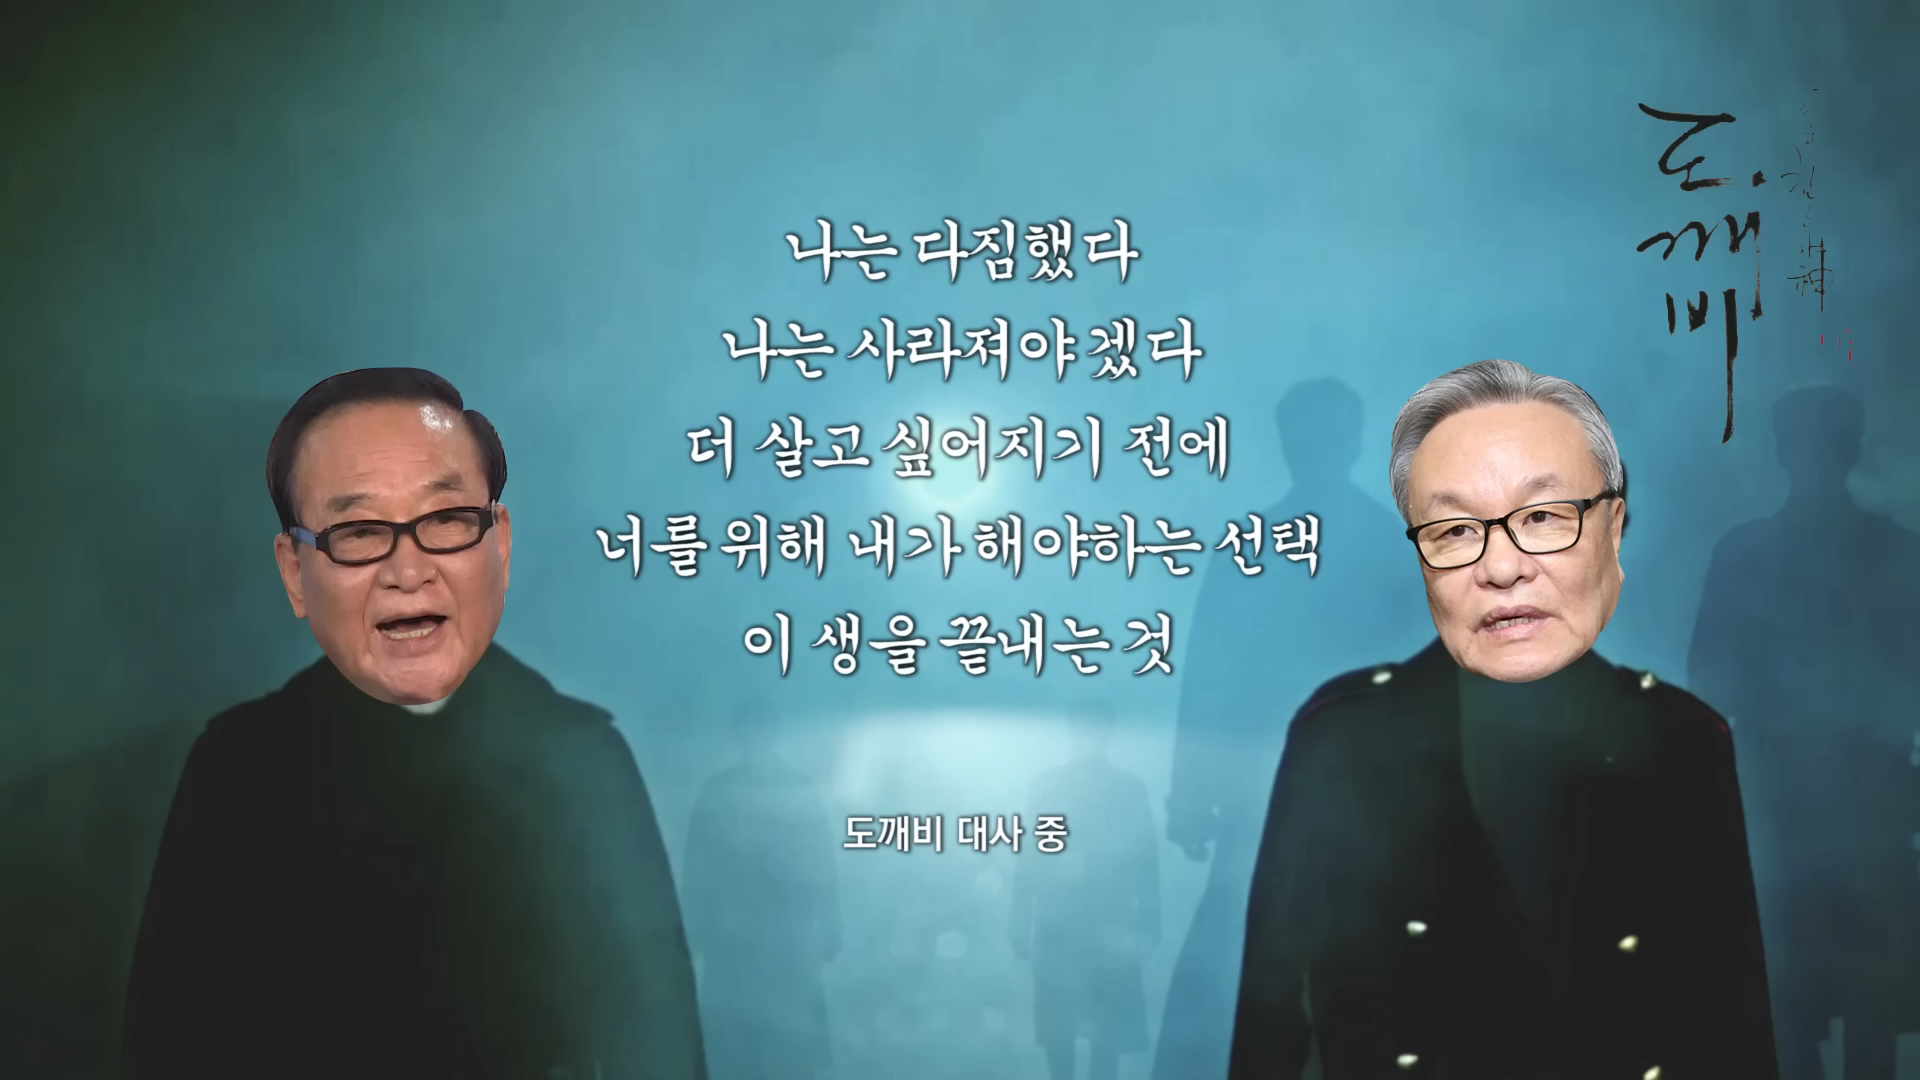 나는 다짐했다
나는 사라져야겠다
더 살고 싶어지기 전에
너를 위해 내가 해야하는 선택
이 생을 끝내는 것
도깨비 대사 중
도깨비